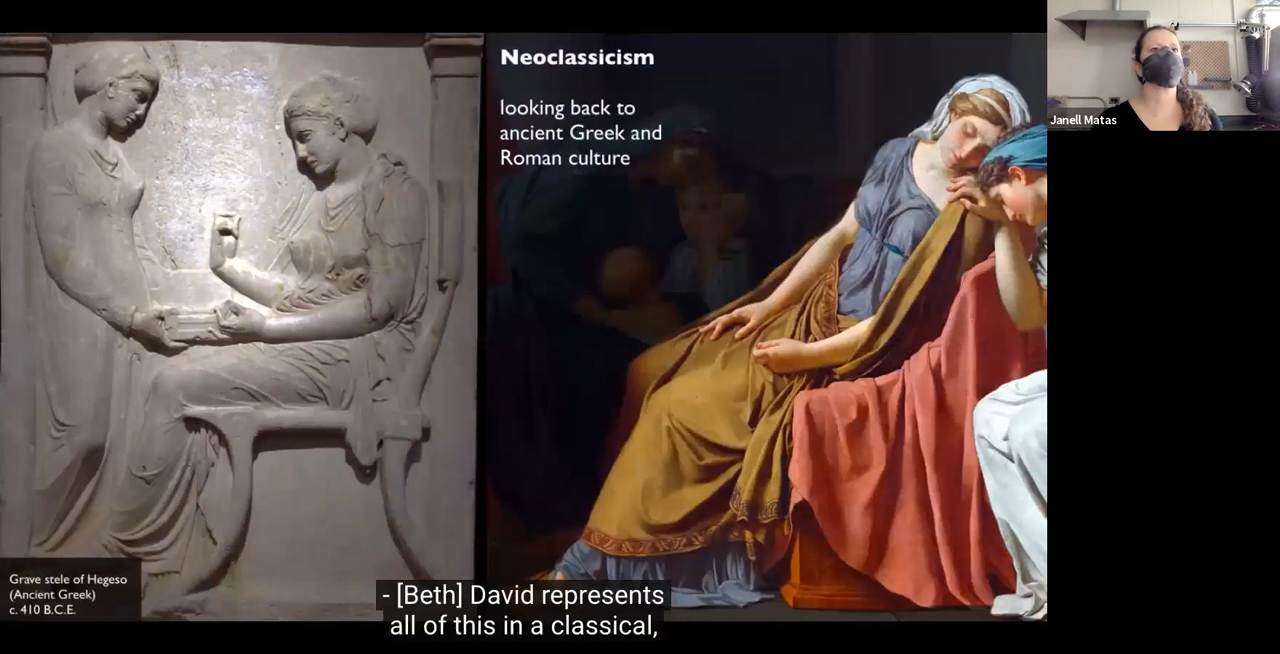 Neoclassicism
looking back to
ancient Greek and
Roman culture
Janell Matas
Grave stele of Hegeso
(Ancient Greek)
c. 410 B.C.E.
- [Beth] David represents
all of this in a classical,